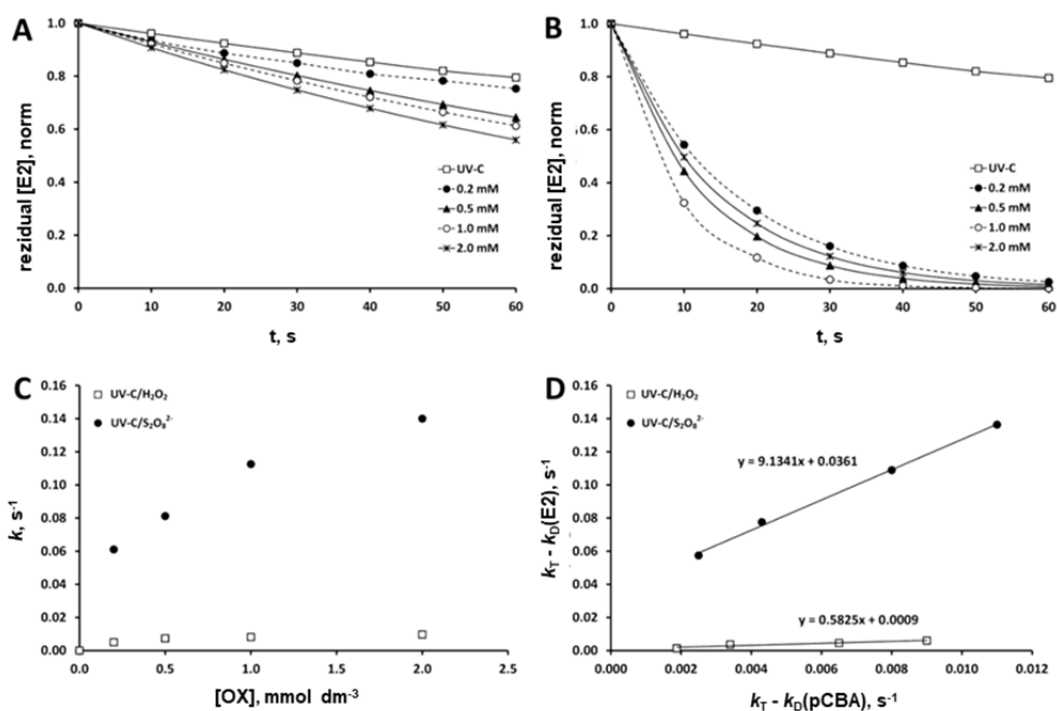 A
1.0
0.8
0.6
0.4
0.2
0.0
rezidual [E2], norm
0 10 20 30 40 50 60
t, s
UV-C
0.2 mM
0.5 mM
1.0 mM
2.0 mM
B
1.0
0.8
0.6
0.4
0.2
0.0
rezidual [E2], norm
0 10 20 30 40 50 60
t, s
UV-C
0.2 mM
0.5 mM
1.0 mM
2.0 mM
C
0.16
0.14
0.12
0.10
0.08
0.06
0.04
0.02
0.00
k, s⁻¹
0.0 0.5 1.0 1.5 2.0 2.5
[OX], mmol dm⁻³
UV-C/H₂O₂
UV-C/S₂O₈²⁻
D
0.16
0.14
0.12
0.10
0.08
0.06
0.04
0.02
0.00
k_T - k_D(E2), s⁻¹
0.000 0.002 0.004 0.006 0.008 0.010 0.012
k_T - k_D(pCBA), s⁻¹
UV-C/H₂O₂
UV-C/S₂O₈²⁻
y = 9.1341x + 0.0361
y = 0.5825x + 0.0009